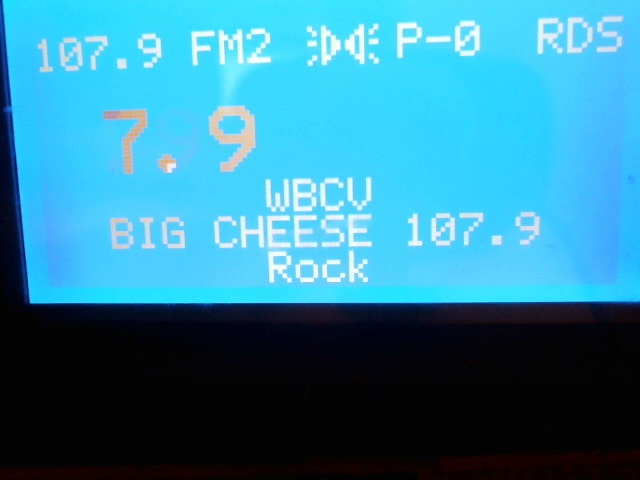 107.9 FM2 P-0 RDS
7.9
WBCV
BIG CHEESE 107.9
Rock